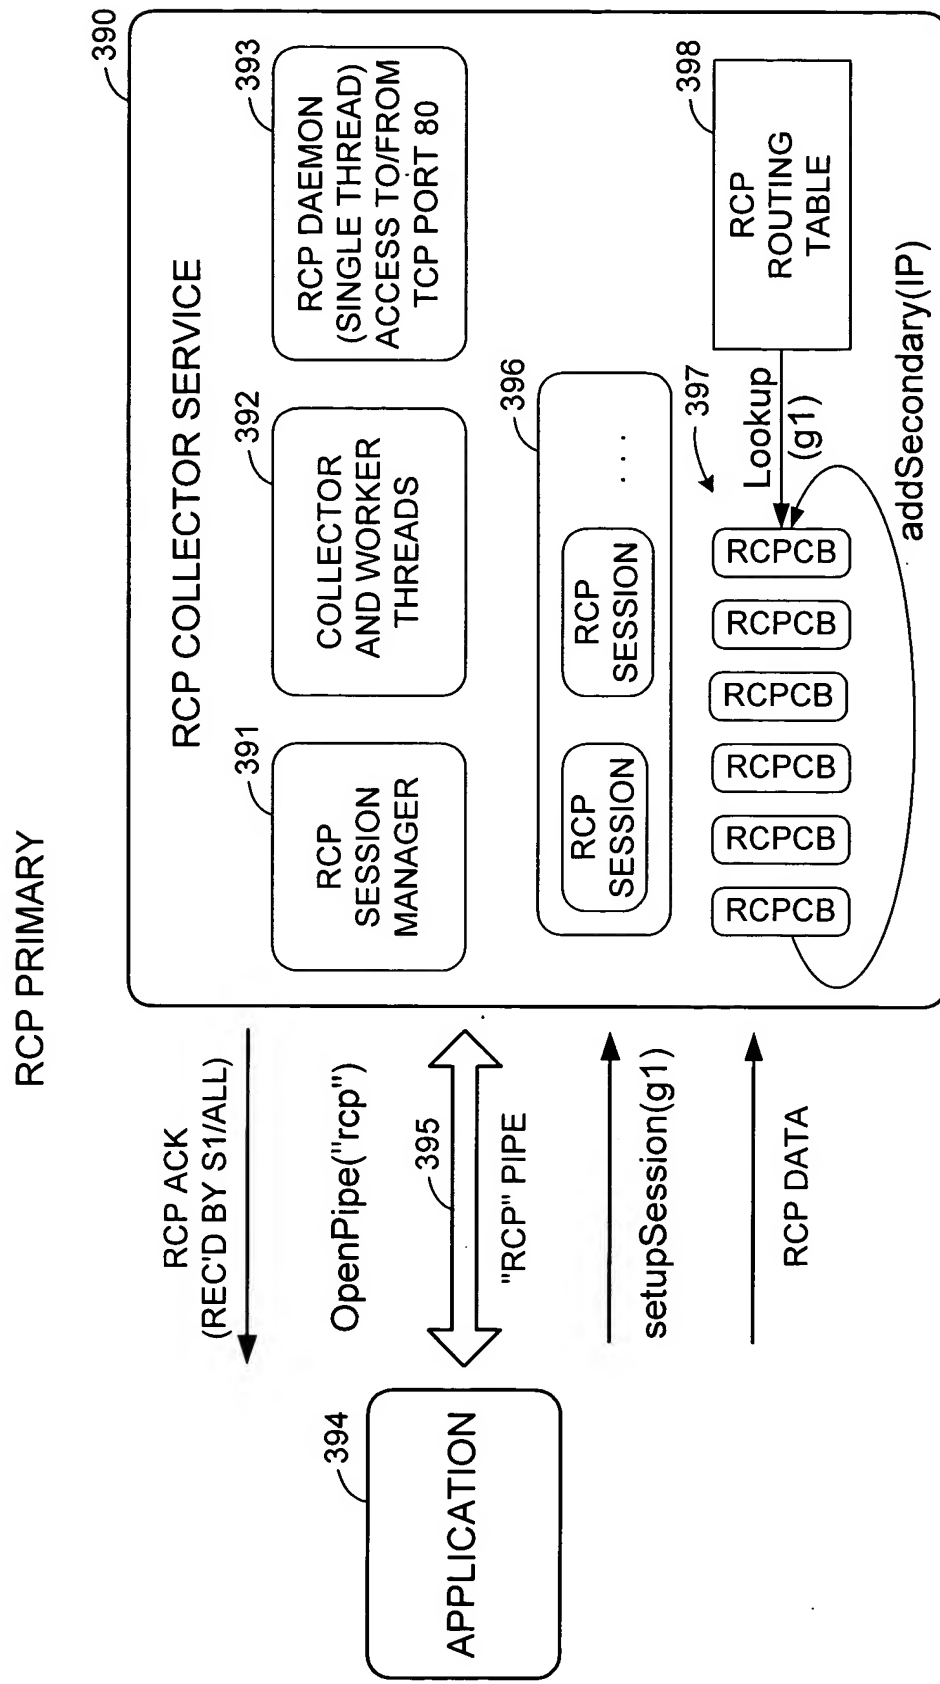 RCP PRIMARY
390
RCP COLLECTOR SERVICE
391
RCP
SESSION
MANAGER
392
COLLECTOR
AND WORKER
THREADS
393
RCP DAEMON
(SINGLE THREAD)
ACCESS TO/FROM
TCP PORT 80
RCP ACK
(REC'D BY S1/ALL)
394
APPLICATION
OpenPipe("rcp")
395
"RCP" PIPE
setupSession(g1)
RCP DATA
396
RCP
SESSION
RCP
SESSION
. . .
397
RCPCB
RCPCB
RCPCB
RCPCB
RCPCB
RCPCB
Lookup
(g1)
398
RCP
ROUTING
TABLE
addSecondary(IP)